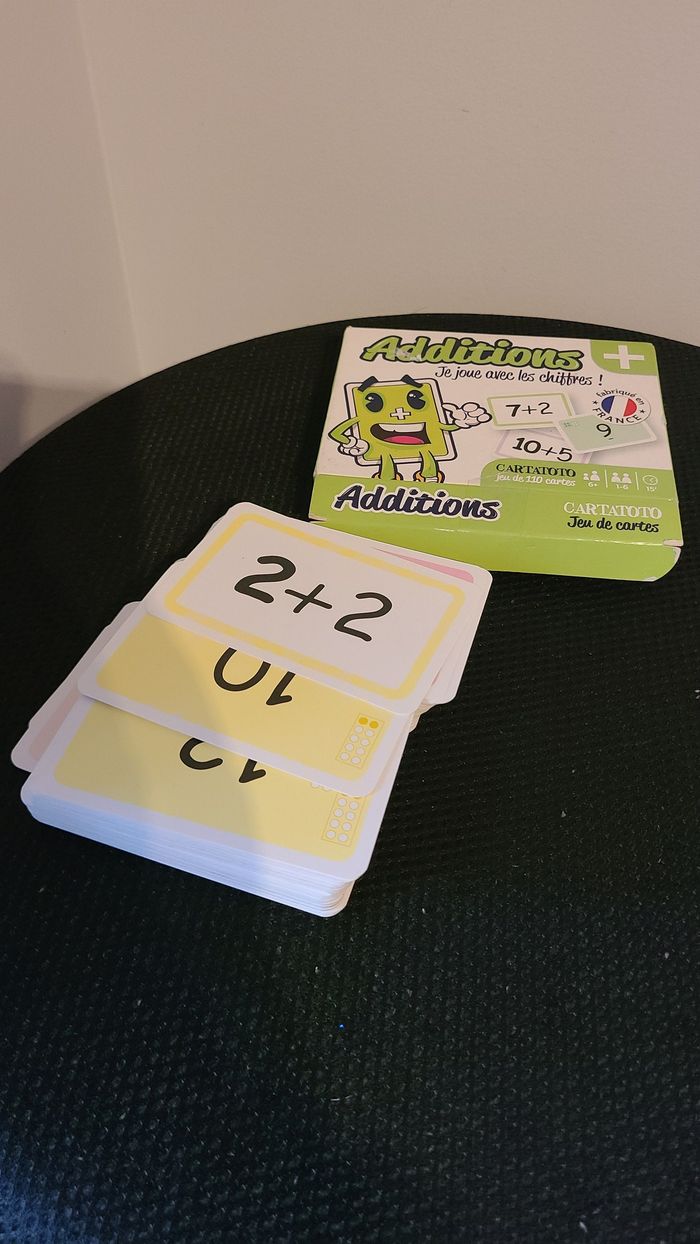 Additions
Je joue avec les chiffres !
fabriqué en
FRANCE
7+2
9
10+5
CARTATOTO
jeu de 110 cartes
6+
1-6
15'
Additions
CARTATOTO
Jeu de cartes
2+2
10
12